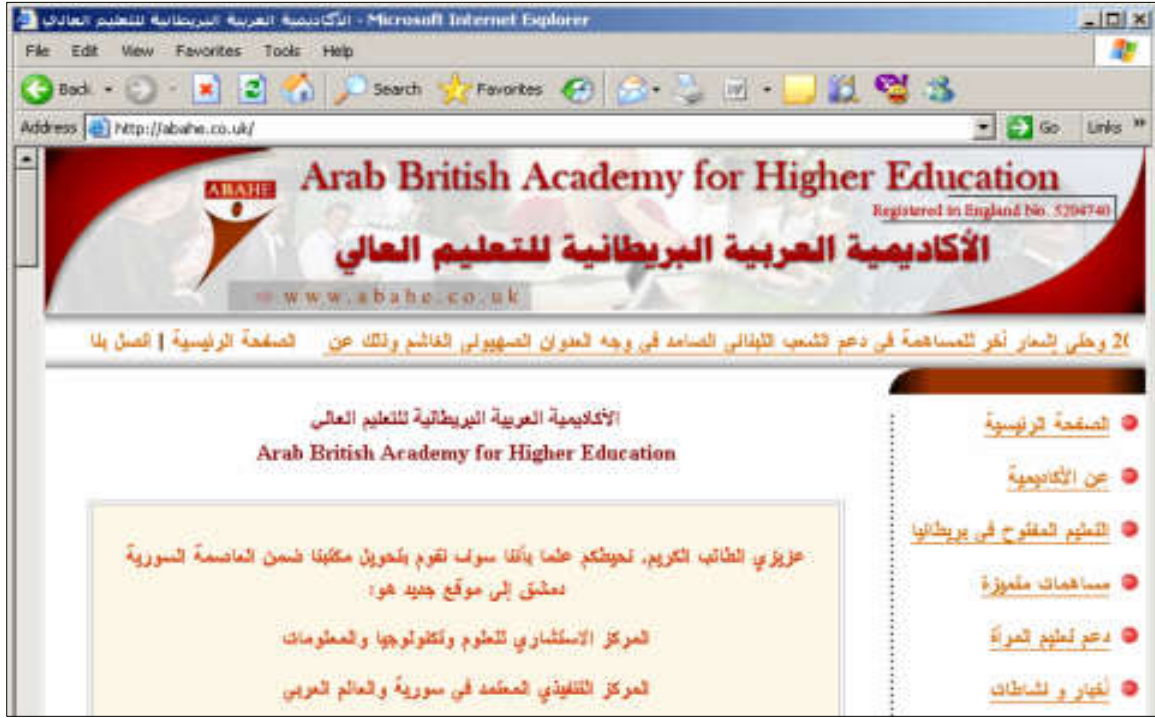 الأكاديمية العربية البريطانية للتعليم العالي - Microsoft Internet Explorer
File Edit View Favorites Tools Help
Back Search Favorites
Address http://abahe.co.uk/ Go Links »
ABAHE
Arab British Academy for Higher Education
Registered in England No. 5204740
الأكاديمية العربية البريطانية للتعليم العالي
www.abahe.co.uk
وحتى إشعار أخر للمساهمة في دعم الشعب اللبناني الصامد في وجه العدوان الصهيوني الغاشم وذلك عن الصفحة الرئيسية | اتصل بنا
الأكاديمية العربية البريطانية للتعليم العالي
Arab British Academy for Higher Education
عزيزي الطالب الكريم، نحيطكم علما بأننا سوف نقوم بتحويل مكتبنا ضمن العاصمة السورية
دمشق إلى موقع جديد هو:
المركز الاستشاري للعلوم وتكنولوجيا والمعلومات
المركز التنفيذي المعتمد في سورية والعالم العربي
الصفحة الرئيسية
عن الأكاديمية
التعليم المفتوح في بريطانيا
مساهمات متميزة
دعم تعليم المرأة
أخبار و نشاطات